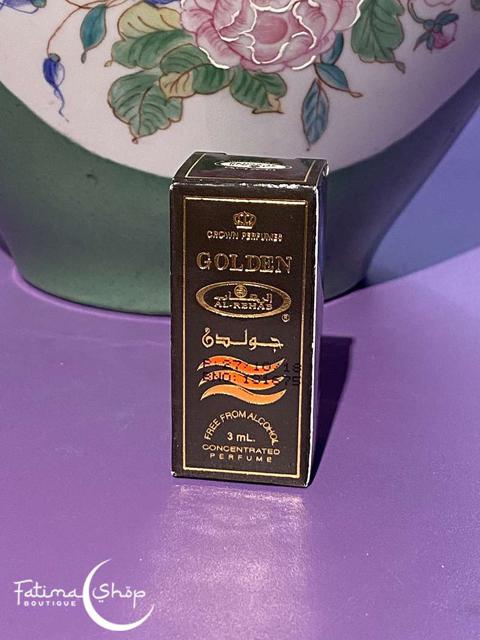 CROWN PERFUMES
GOLDEN
الرحاب
AL-REHAB
®
جولدن
FREE FROM ALCOHOL
3 mL.
CONCENTRATED
PERFUME
Fatima Shop
BOUTIQUE